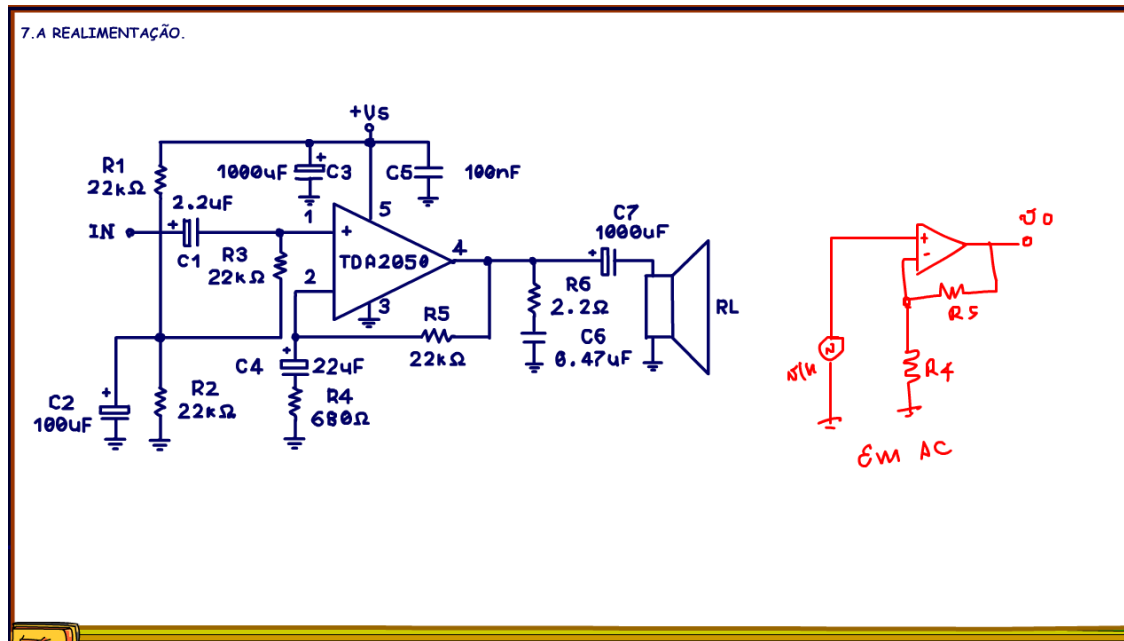 7.A REALIMENTAÇÃO.
+Vs
R1
22kΩ
1000uF
C3
C5
100nF
2.2uF
IN
C1
R3
22kΩ
1
5
2
TDA2050
4
3
C7
1000uF
R6
2.2Ω
RL
R5
22kΩ
C6
0.47uF
C4
22uF
R4
680Ω
R2
22kΩ
C2
100uF
+
-
vo
R5
R4
vin
Em AC